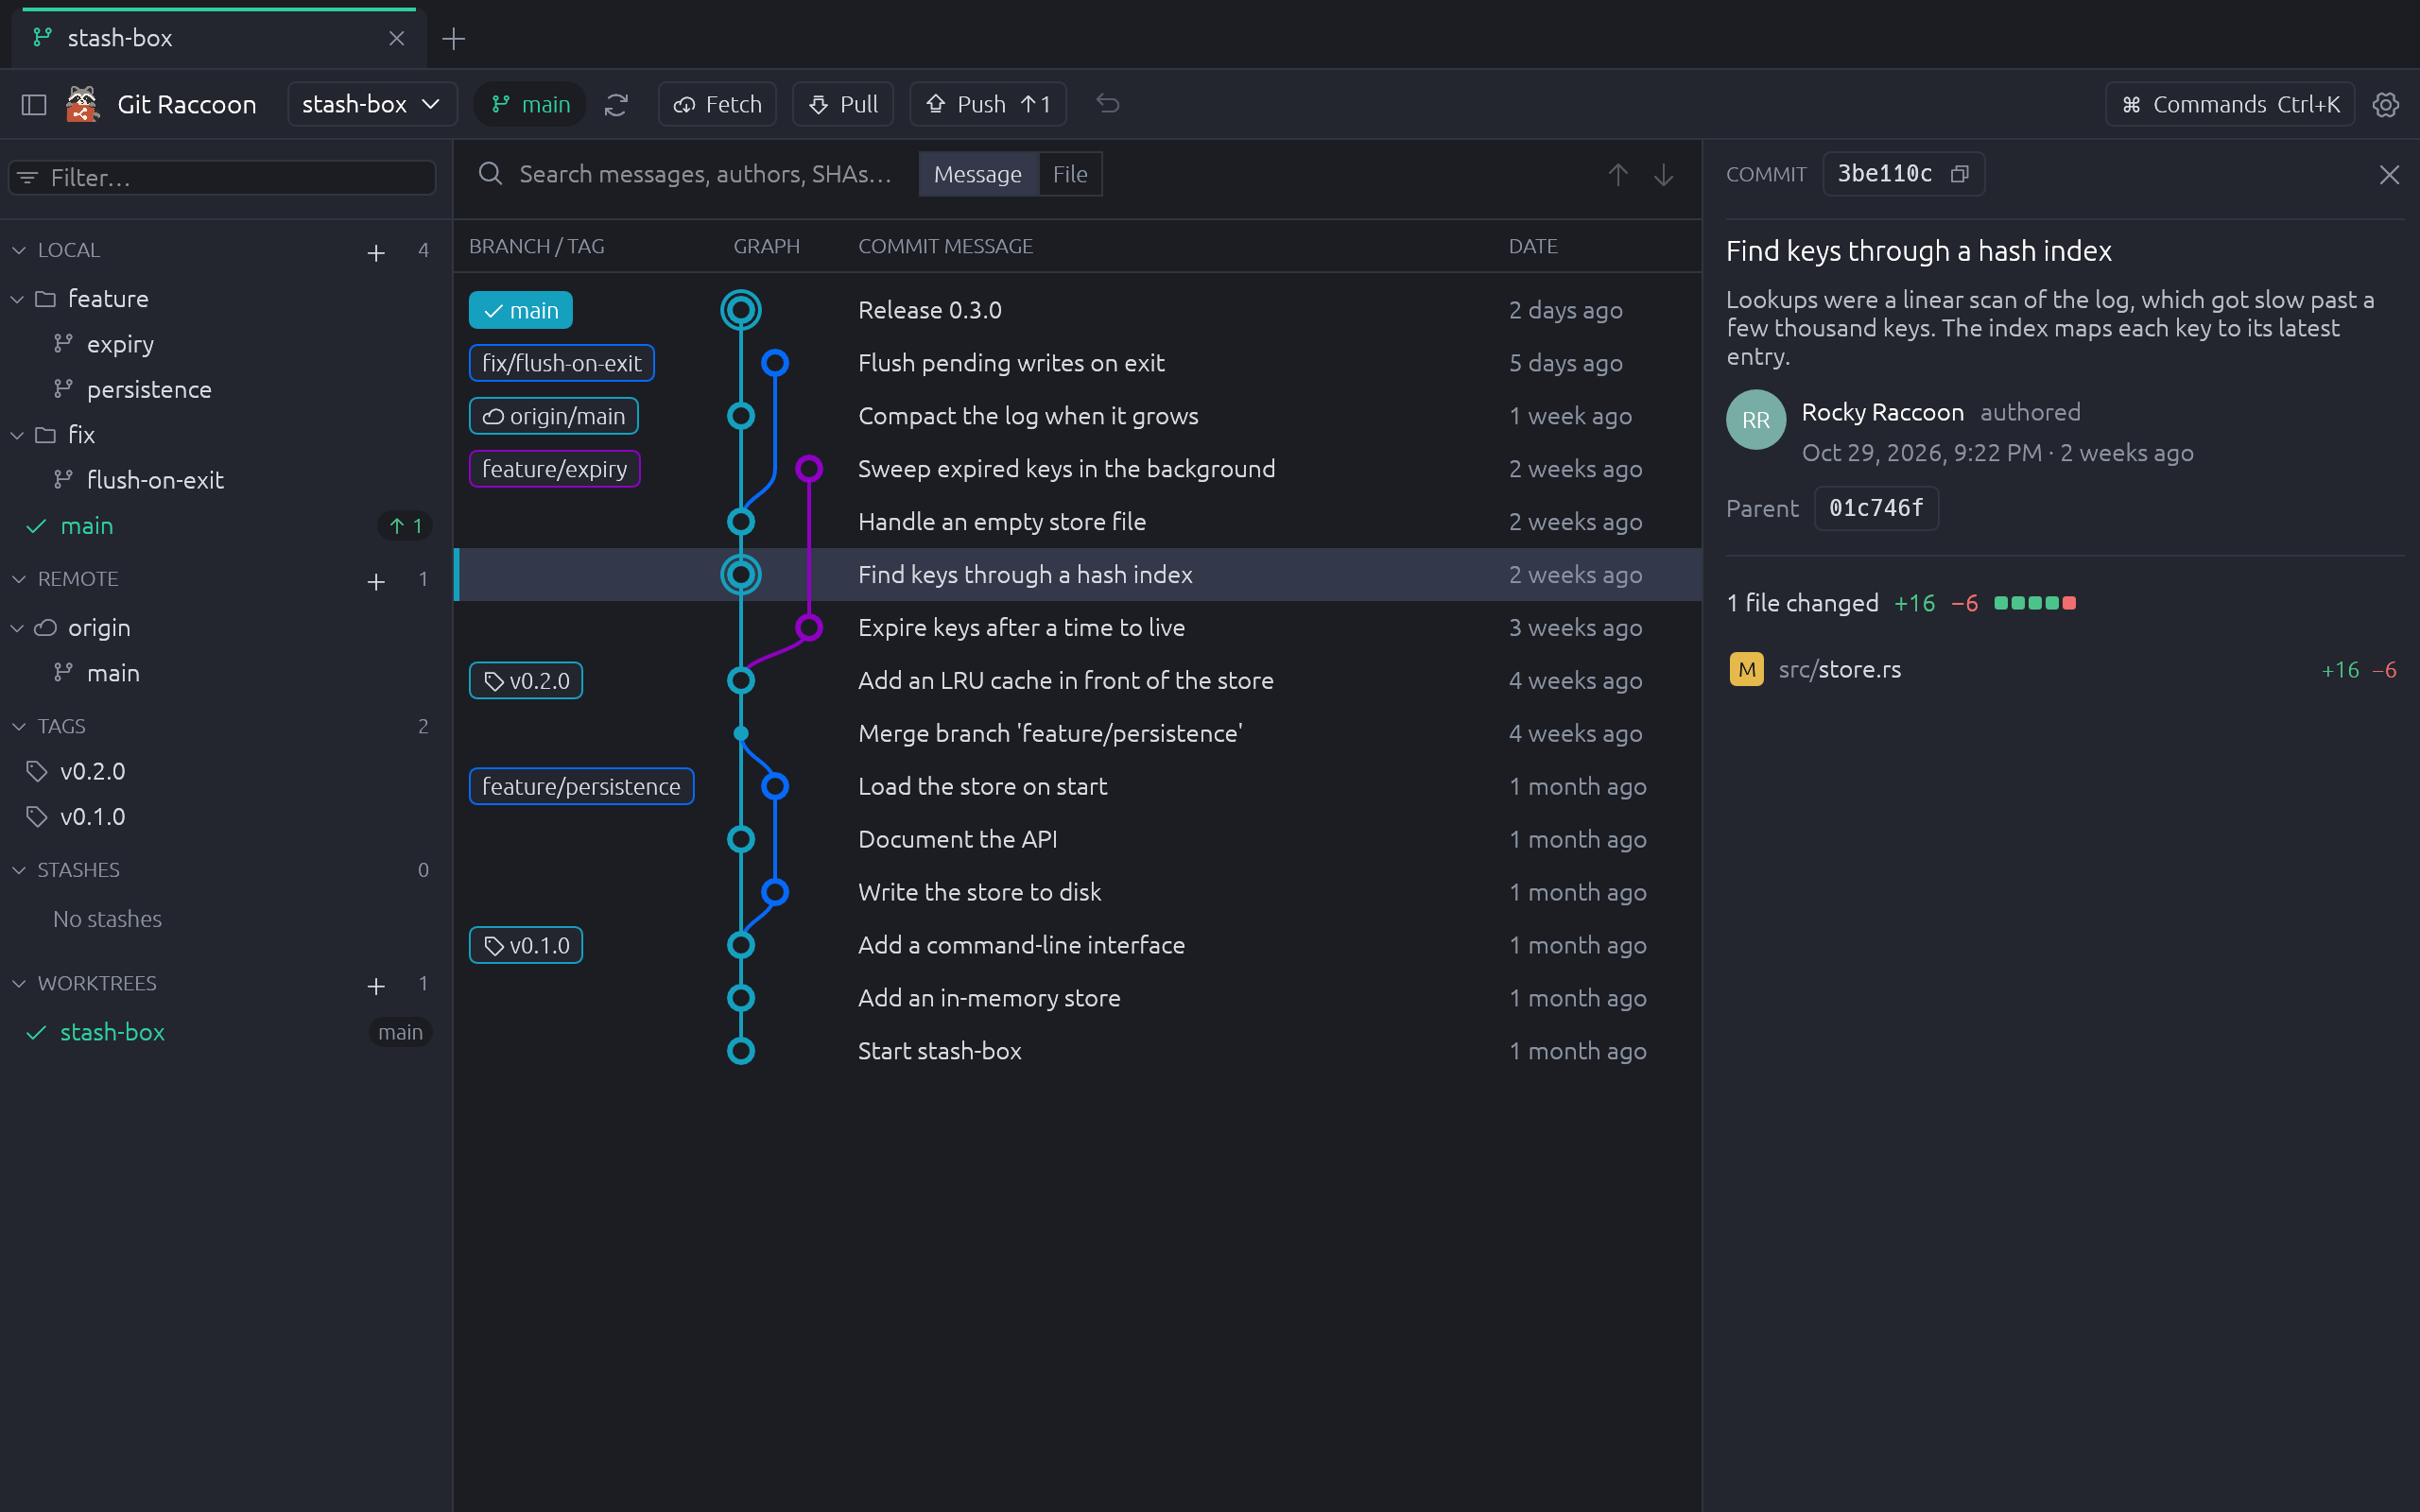 stash-box
Git Raccoon stash-box main Fetch Pull Push ↑1 ⌘ Commands Ctrl+K
Filter…
LOCAL + 4
feature
expiry
persistence
fix
flush-on-exit
main ↑ 1
REMOTE + 1
origin
main
TAGS 2
v0.2.0
v0.1.0
STASHES 0
No stashes
WORKTREES + 1
stash-box main
Search messages, authors, SHAs… Message File
BRANCH / TAG GRAPH COMMIT MESSAGE DATE
main Release 0.3.0 2 days ago
fix/flush-on-exit Flush pending writes on exit 5 days ago
origin/main Compact the log when it grows 1 week ago
feature/expiry Sweep expired keys in the background 2 weeks ago
Handle an empty store file 2 weeks ago
Find keys through a hash index 2 weeks ago
Expire keys after a time to live 3 weeks ago
v0.2.0 Add an LRU cache in front of the store 4 weeks ago
Merge branch 'feature/persistence' 4 weeks ago
feature/persistence Load the store on start 1 month ago
Document the API 1 month ago
Write the store to disk 1 month ago
v0.1.0 Add a command-line interface 1 month ago
Add an in-memory store 1 month ago
Start stash-box 1 month ago
COMMIT 3be110c
Find keys through a hash index
Lookups were a linear scan of the log, which got slow past a
few thousand keys. The index maps each key to its latest
entry.
RR Rocky Raccoon authored
Oct 29, 2026, 9:22 PM · 2 weeks ago
Parent 01c746f
1 file changed +16 −6
M src/store.rs +16 −6